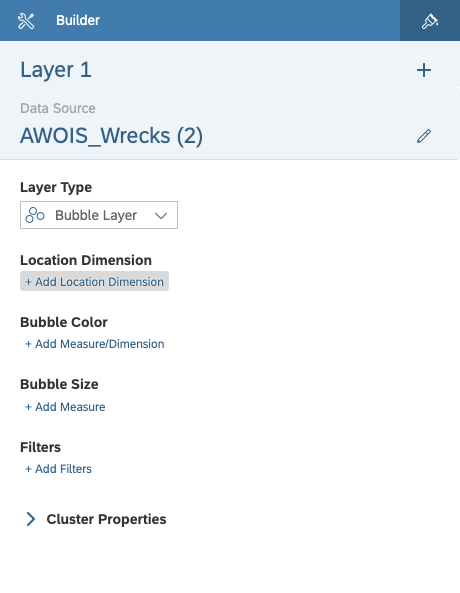 Builder
Layer 1
Data Source
AWOIS_Wrecks (2)
Layer Type
Bubble Layer
Location Dimension
+ Add Location Dimension
Bubble Color
+ Add Measure/Dimension
Bubble Size
+ Add Measure
Filters
+ Add Filters
Cluster Properties